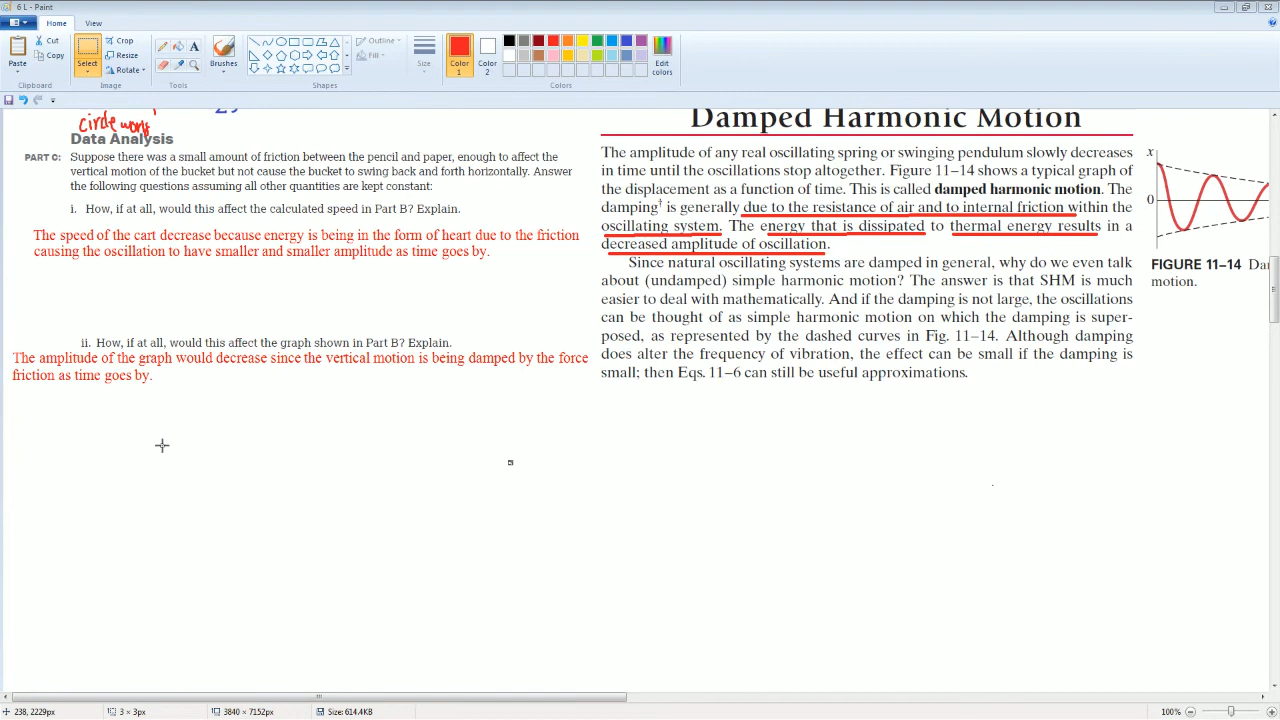 6 L - Paint
Home
View
Paste
Cut
Copy
Clipboard
Select
Crop
Resize
Rotate
Image
Tools
Brushes
Shapes
Outline
Fill
Size
Color 1
Color 2
Edit colors
Colors
circle
Data Analysis
PART C: Suppose there was a small amount of friction between the pencil and paper, enough to affect the
vertical motion of the bucket but not cause the bucket to swing back and forth horizontally. Answer
the following questions assuming all other quantities are kept constant:
i. How, if at all, would this affect the calculated speed in Part B? Explain.
The speed of the cart decrease because energy is being in the form of heart due to the friction
causing the oscillation to have smaller and smaller amplitude as time goes by.
ii. How, if at all, would this affect the graph shown in Part B? Explain.
The amplitude of the graph would decrease since the vertical motion is being damped by the force
friction as time goes by.
Damped Harmonic Motion
The amplitude of any real oscillating spring or swinging pendulum slowly decreases
in time until the oscillations stop altogether. Figure 11–14 shows a typical graph of
the displacement as a function of time. This is called damped harmonic motion. The
damping† is generally due to the resistance of air and to internal friction within the
oscillating system. The energy that is dissipated to thermal energy results in a
decreased amplitude of oscillation.
Since natural oscillating systems are damped in general, why do we even talk
about (undamped) simple harmonic motion? The answer is that SHM is much
easier to deal with mathematically. And if the damping is not large, the oscillations
can be thought of as simple harmonic motion on which the damping is super-
posed, as represented by the dashed curves in Fig. 11–14. Although damping
does alter the frequency of vibration, the effect can be small if the damping is
small; then Eqs. 11–6 can still be useful approximations.
x
0
FIGURE 11–14 Da
motion.
238, 2229px
3 × 3px
3840 × 7152px
Size: 614.4KB
100%